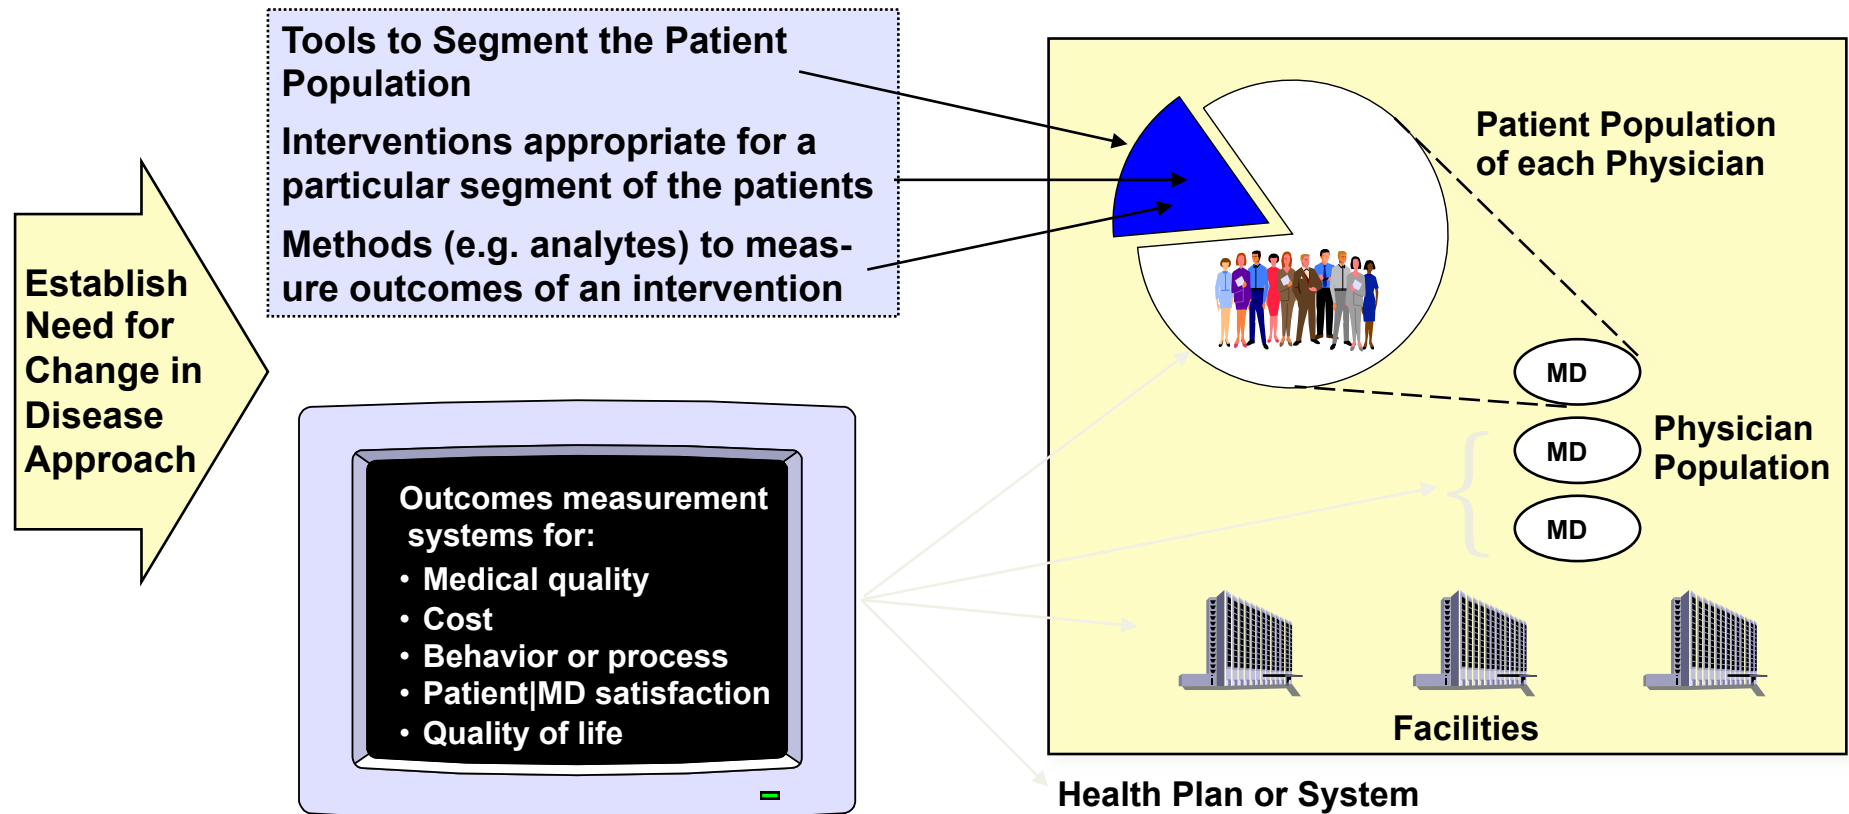 Establish
Need for
Change in
Disease
Approach
Tools to Segment the Patient
Population
Interventions appropriate for a
particular segment of the patients
Methods (e.g. analytes) to meas-
ure outcomes of an intervention
Outcomes measurement
systems for:
• Medical quality
• Cost
• Behavior or process
• Patient|MD satisfaction
• Quality of life
Patient Population
of each Physician
MD
MD
MD
Physician
Population
Facilities
Health Plan or System